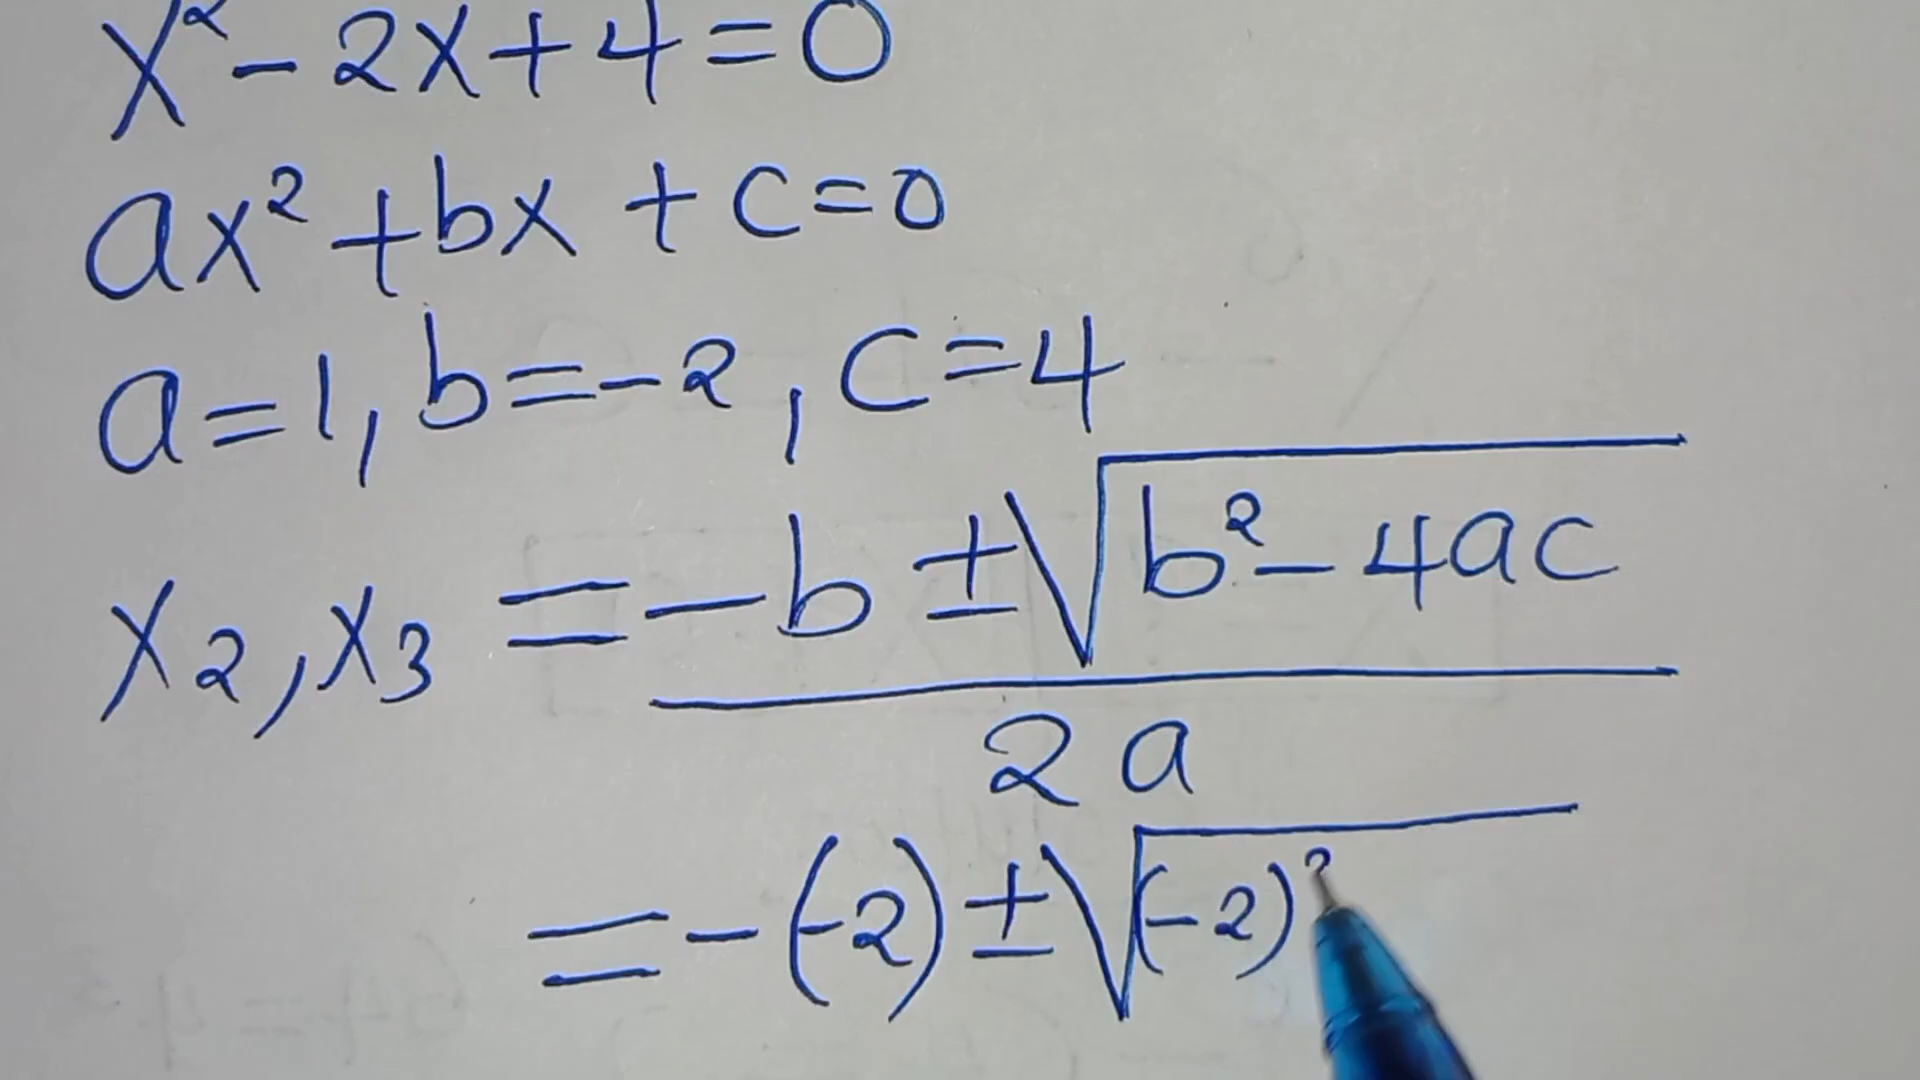 x² - 2x + 4 = 0
ax² + bx + c = 0
a = 1, b = -2, c = 4
x₂, x₃ = -b ± √(b² - 4ac)
2a
= -(-2) ± √(-2)²